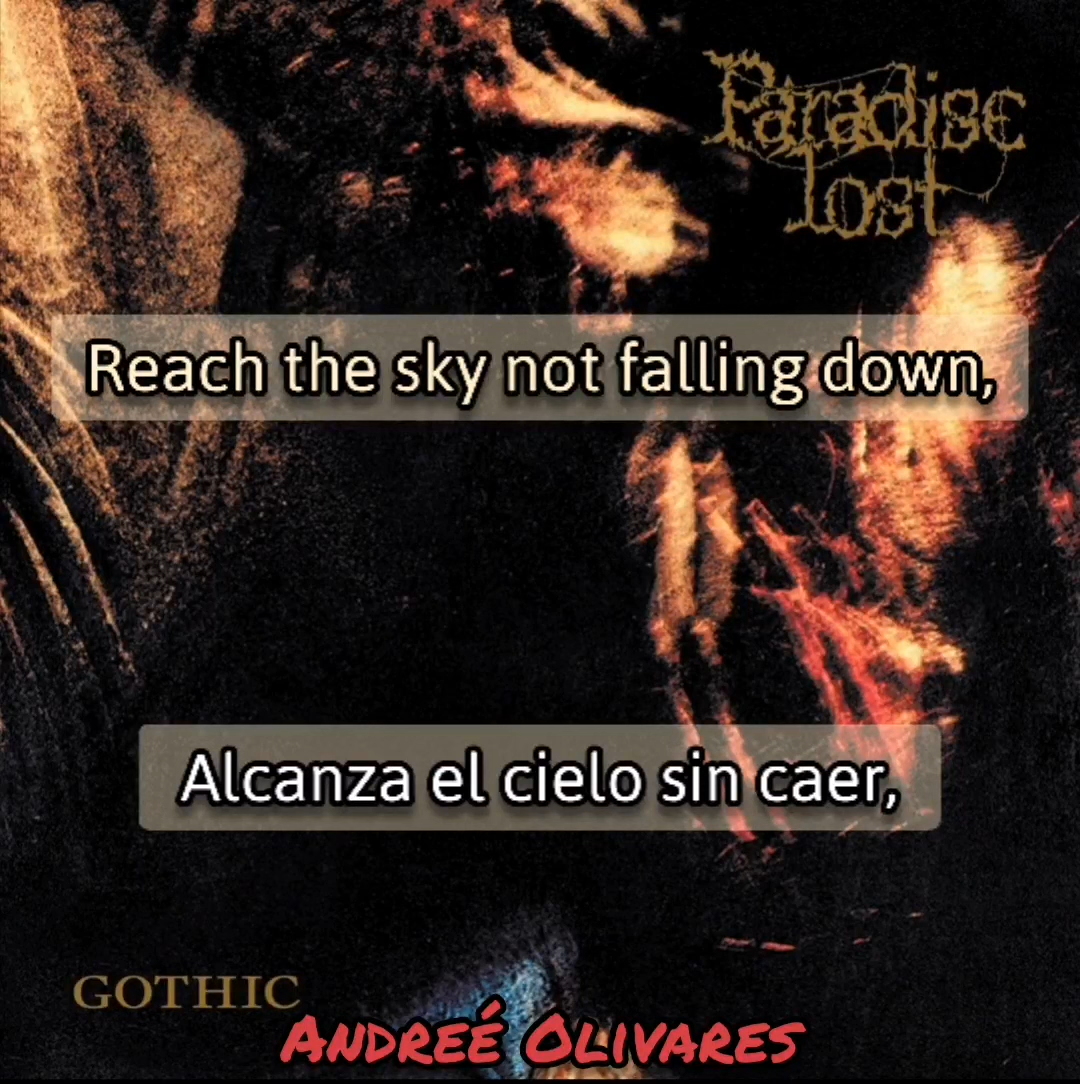 Paradise
Lost
Reach the sky not falling down,
Alcanza el cielo sin caer,
GOTHIC
ANDREÉ OLIVARES